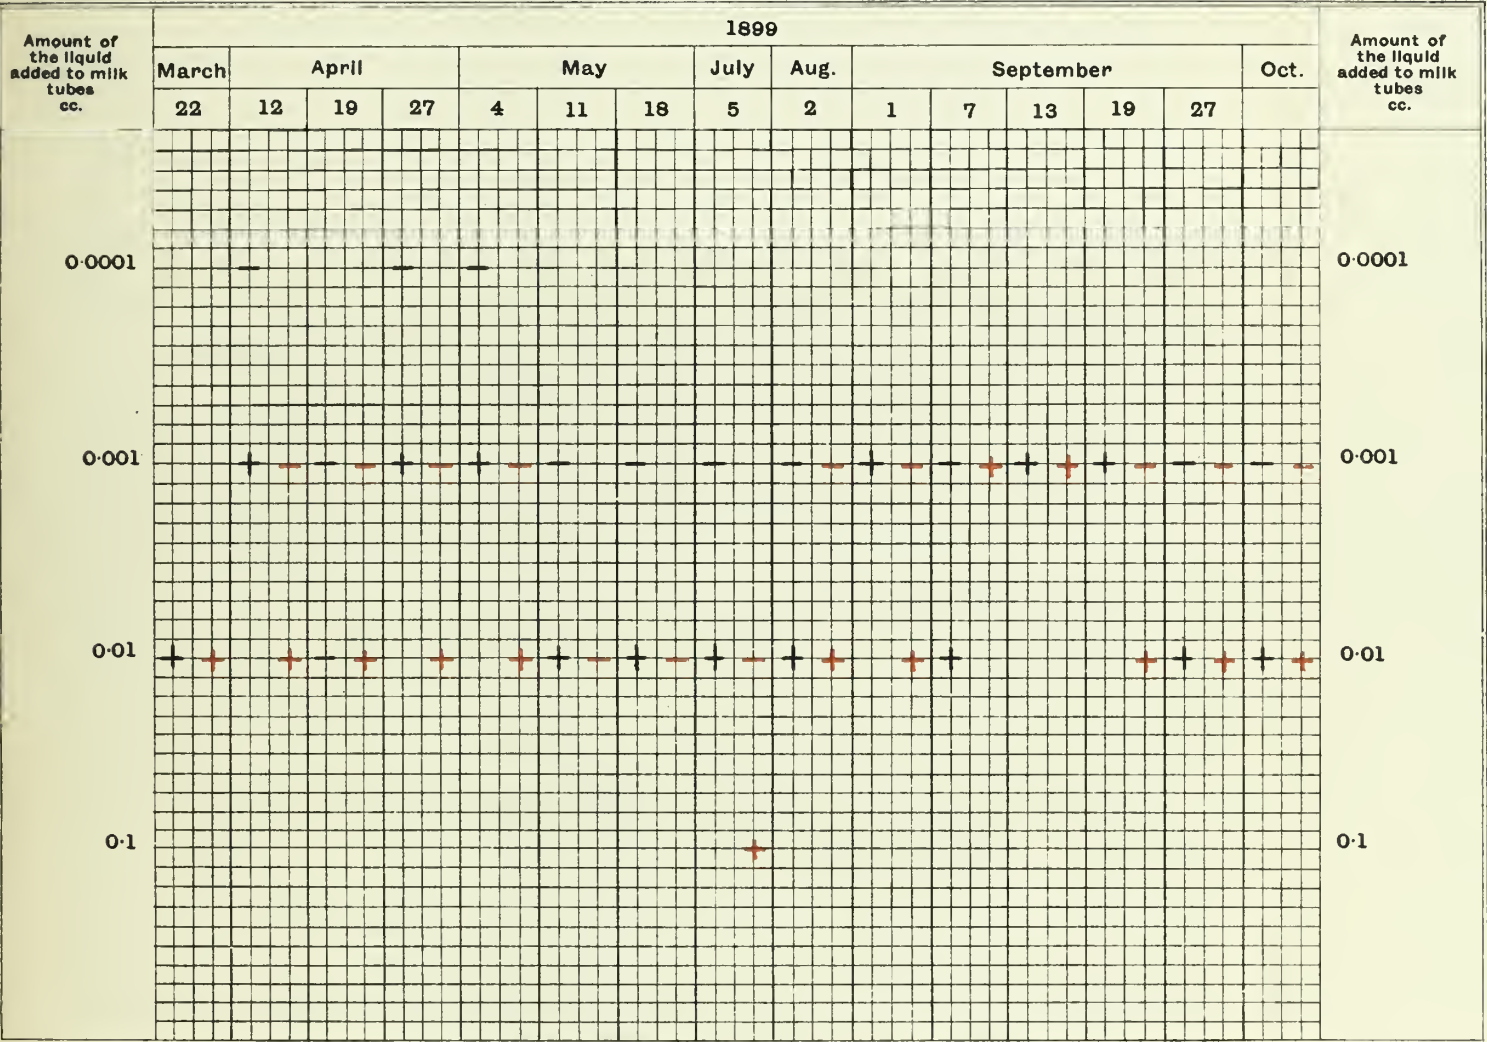 1899
Amount of
the liquid
added to milk
tubes
cc.
March April May July Aug. September Oct.
Amount of
the liquid
added to milk
tubes
cc.
22 12 19 27 4 11 18 5 2 1 7 13 19 27
0·0001 0·0001
0·001 0·001
0·01 0·01
0·1 0·1